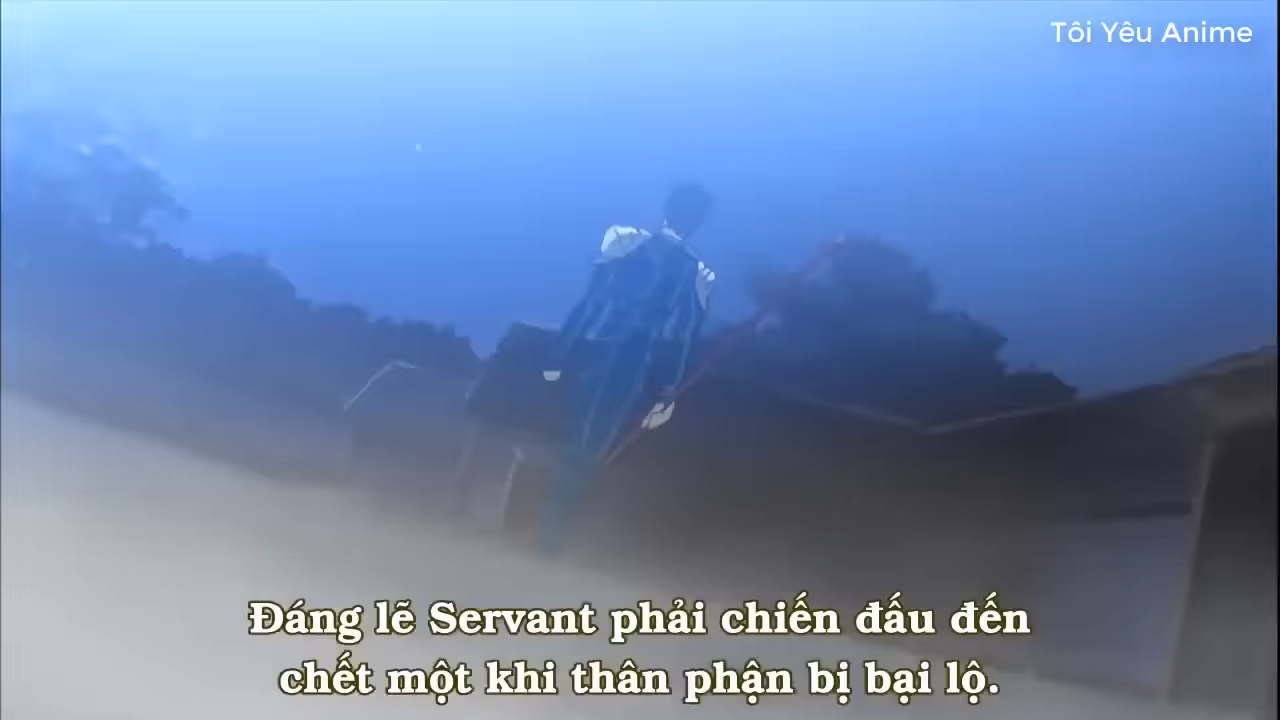 Tôi Yêu Anime
Đáng lẽ Servant phải chiến đấu đến
chết một khi thân phận bị bại lộ.